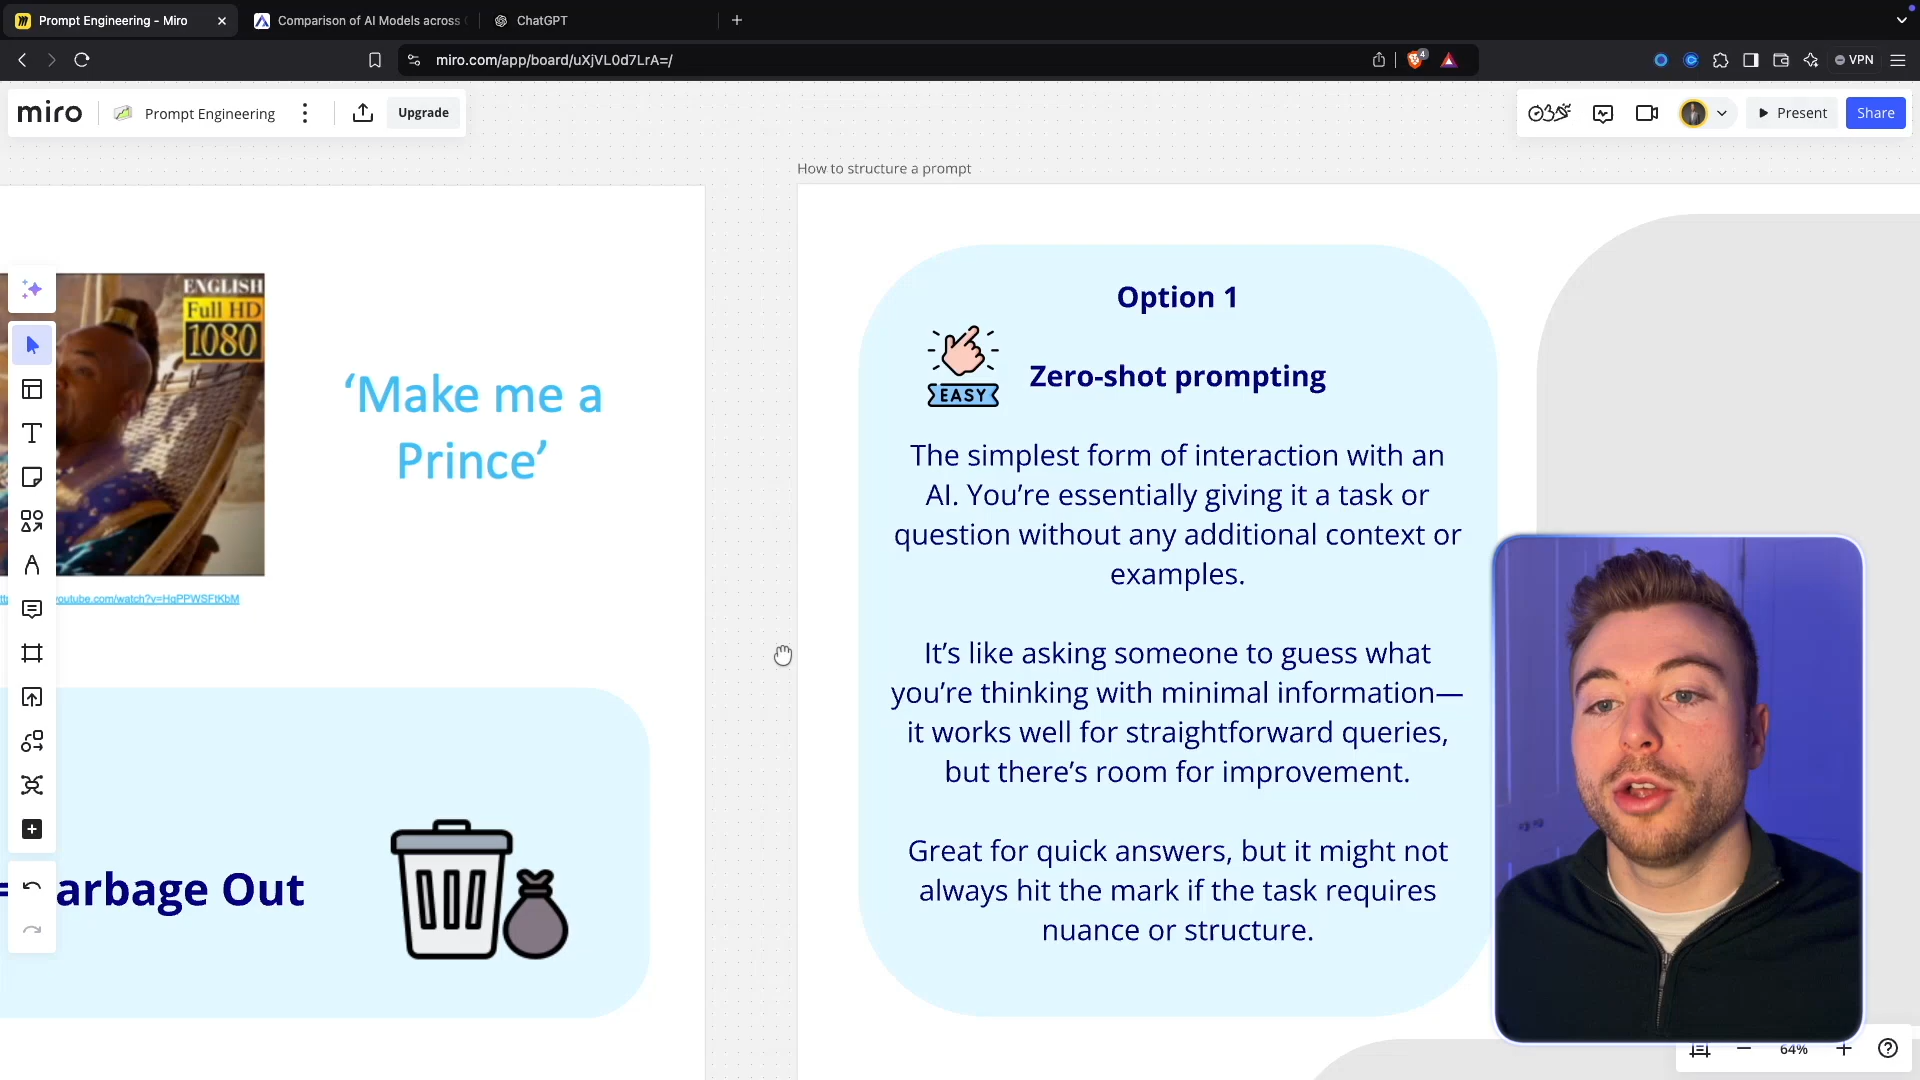 Prompt Engineering - Miro
Comparison of AI Models across
ChatGPT
miro.com/app/board/uXjVL0d7LrA=/
4
VPN
miro
Prompt Engineering
Upgrade
Present
Share
How to structure a prompt
ENGLISH
Full HD
1080
‘Make me a
Prince’
outube.com/watch?v=HgPPWSFtKbM
= arbage Out
Option 1
EASY
Zero-shot prompting
The simplest form of interaction with an
AI. You’re essentially giving it a task or
question without any additional context or
examples.
It’s like asking someone to guess what
you’re thinking with minimal information—
it works well for straightforward queries,
but there’s room for improvement.
Great for quick answers, but it might not
always hit the mark if the task requires
nuance or structure.
64%